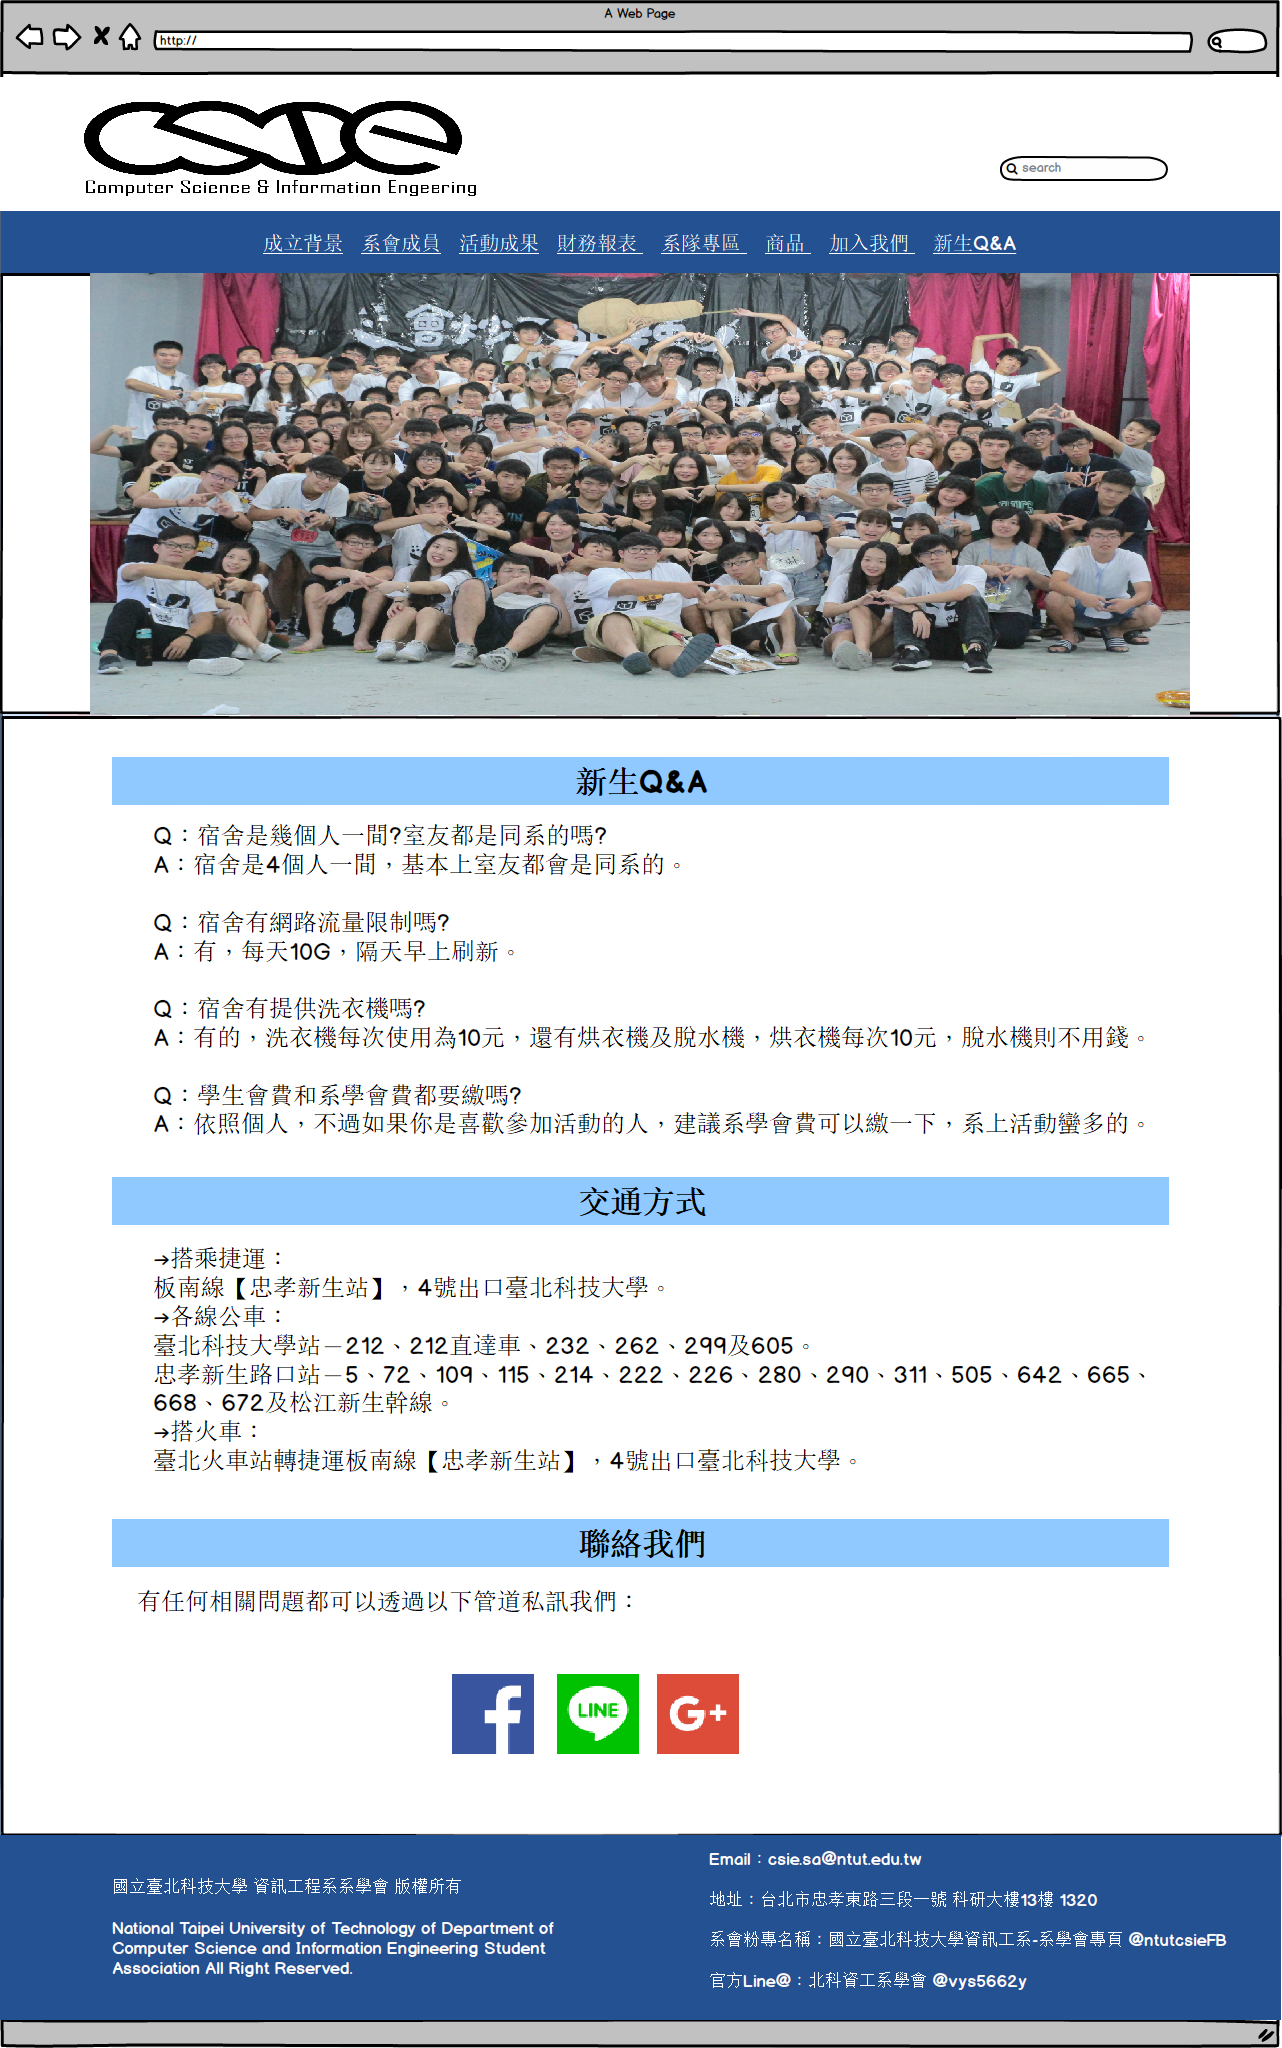 A Web Page
http://
csie
Computer Science & Information Engeering
search
成立背景 系會成員 活動成果 財務報表 系隊專區 商品 加入我們 新生Q&A
新生Q&A
Q：宿舍是幾個人一間?室友都是同系的嗎?
A：宿舍是4個人一間，基本上室友都會是同系的。
Q：宿舍有網路流量限制嗎?
A：有，每天10G，隔天早上刷新。
Q：宿舍有提供洗衣機嗎?
A：有的，洗衣機每次使用為10元，還有烘衣機及脫水機，烘衣機每次10元，脫水機則不用錢。
Q：學生會費和系學會費都要繳嗎?
A：依照個人，不過如果你是喜歡參加活動的人，建議系學會費可以繳一下，系上活動蠻多的。
交通方式
→搭乘捷運：
板南線【忠孝新生站】，4號出口臺北科技大學。
→各線公車：
臺北科技大學站－212、212直達車、232、262、299及605。
忠孝新生路口站－5、72、109、115、214、222、226、280、290、311、505、642、665、
668、672及松江新生幹線。
→搭火車：
臺北火車站轉捷運板南線【忠孝新生站】，4號出口臺北科技大學。
聯絡我們
有任何相關問題都可以透過以下管道私訊我們：
f LINE G+
國立臺北科技大學 資訊工程系系學會 版權所有
National Taipei University of Technology of Department of
Computer Science and Information Engineering Student
Association All Right Reserved.
Email：csie.sa@ntut.edu.tw
地址：台北市忠孝東路三段一號 科研大樓13樓 1320
系會粉專名稱：國立臺北科技大學資訊工系-系學會專頁 @ntutcsieFB
官方Line@：北科資工系學會 @vys5662y